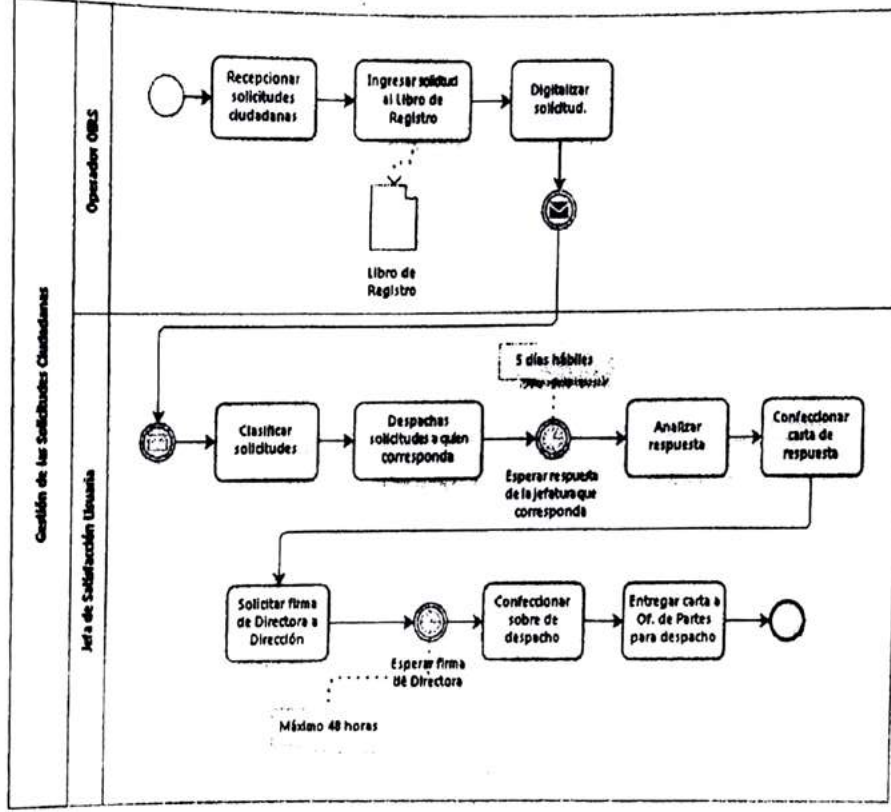 Gestión de las Solicitudes Ciudadanas
Operador OIRS
Recepcionar
solicitudes
ciudadanas
Ingresar solicitud
al Libro de
Registro
Digitalizar
solicitud.
Libro de
Registro
Jefa de Satisfacción Usuaria
5 días hábiles
Clasificar
solicitudes
Despachas
solicitudes a quien
corresponda
Esperar respuesta
de la jefatura que
corresponda
Analizar
respuesta
Confeccionar
carta de
respuesta
Solicitar firma
de Directora a
Dirección
Esperar firma
de Directora
Confeccionar
sobre de
despacho
Entregar carta a
Of. de Partes
para despacho
Máximo 48 horas